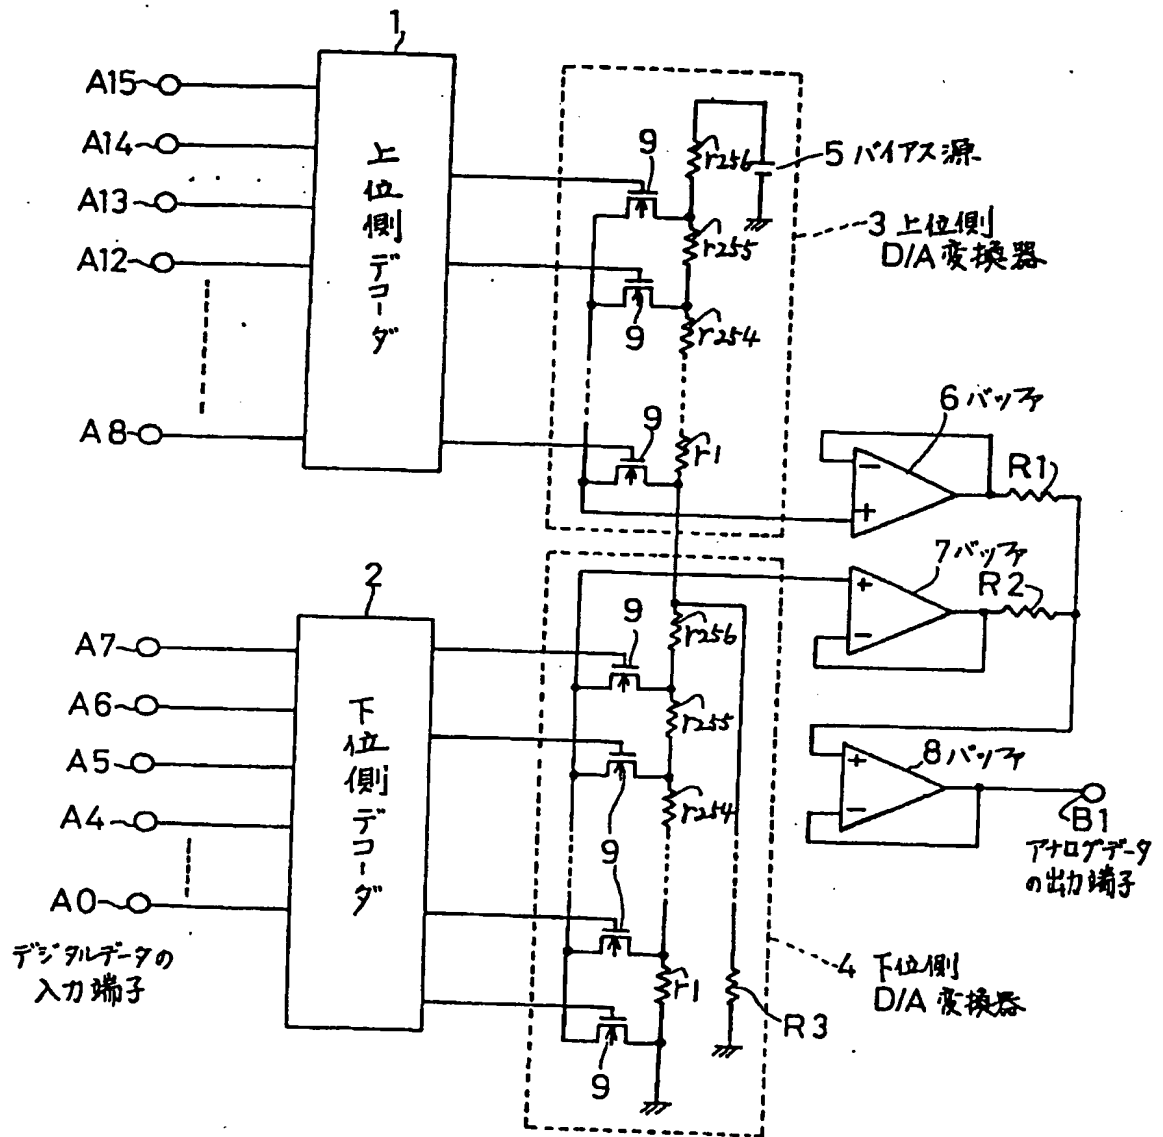 1
A15
A14
A13
A12
A8
上位側デコーダ
9
r256
5 バイアス源
r255
3 上位側
D/A 変換器
9
r254
9
r1
6 バッファ
R1
7 バッファ
R2
2
A7
A6
A5
A4
A0
デジタルデータの
入力端子
下位側デコーダ
9
r256
r255
9
r254
9
r1
9
R3
8 バッファ
B1
アナログデータ
の出力端子
4 下位側
D/A 変換器